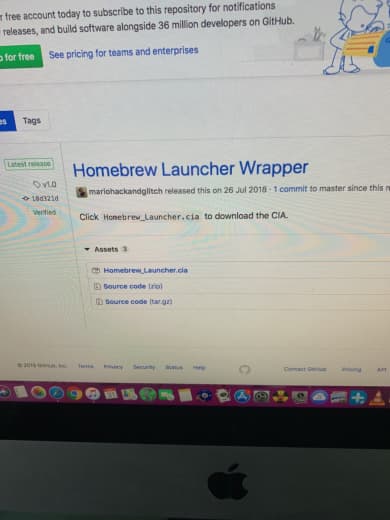 r free account today to subscribe to this repository for notifications
releases, and build software alongside 36 million developers on GitHub.
for free
See pricing for teams and enterprises
es
Tags
Latest release
v1.0
18d321d
Verified
Homebrew Launcher Wrapper
mariohackandglitch released this on 26 Jul 2018 · 1 commit to master since this r
Click Homebrew_Launcher.cia to download the CIA.
Assets 3
Homebrew_Launcher.cia
Source code (zip)
Source code (tar.gz)
© 2019 GitHub, Inc. Terms Privacy Security Status Help Contact GitHub Pricing API